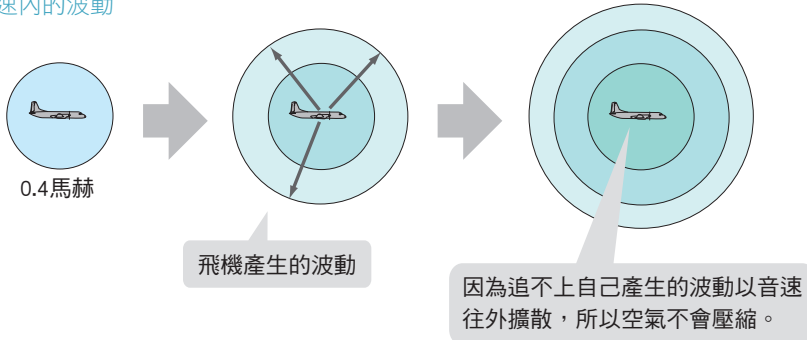 速內的波動
0.4馬赫
飛機產生的波動
因為追不上自己產生的波動以音速
往外擴散，所以空氣不會壓縮。